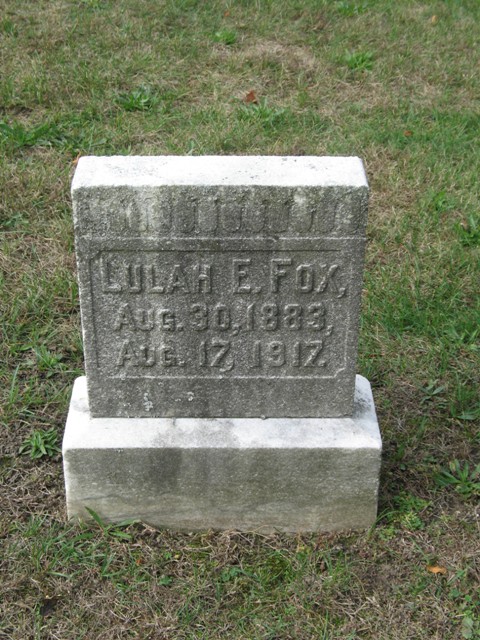 LULAH E. FOX,
AUG. 30, 1883,
AUG. 17, 1917.